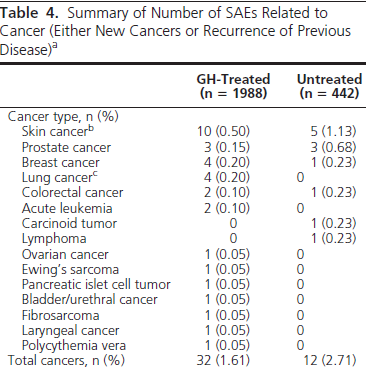 Table 4. Summary of Number of SAEs Related to
Cancer (Either New Cancers or Recurrence of Previous
Disease)a
GH-Treated Untreated
(n = 1988) (n = 442)
Cancer type, n (%)
Skin cancerb 10 (0.50) 5 (1.13)
Prostate cancer 3 (0.15) 3 (0.68)
Breast cancer 4 (0.20) 1 (0.23)
Lung cancerc 4 (0.20) 0
Colorectal cancer 2 (0.10) 1 (0.23)
Acute leukemia 2 (0.10) 0
Carcinoid tumor 0 1 (0.23)
Lymphoma 0 1 (0.23)
Ovarian cancer 1 (0.05) 0
Ewing's sarcoma 1 (0.05) 0
Pancreatic islet cell tumor 1 (0.05) 0
Bladder/urethral cancer 1 (0.05) 0
Fibrosarcoma 1 (0.05) 0
Laryngeal cancer 1 (0.05) 0
Polycythemia vera 1 (0.05) 0
Total cancers, n (%) 32 (1.61) 12 (2.71)